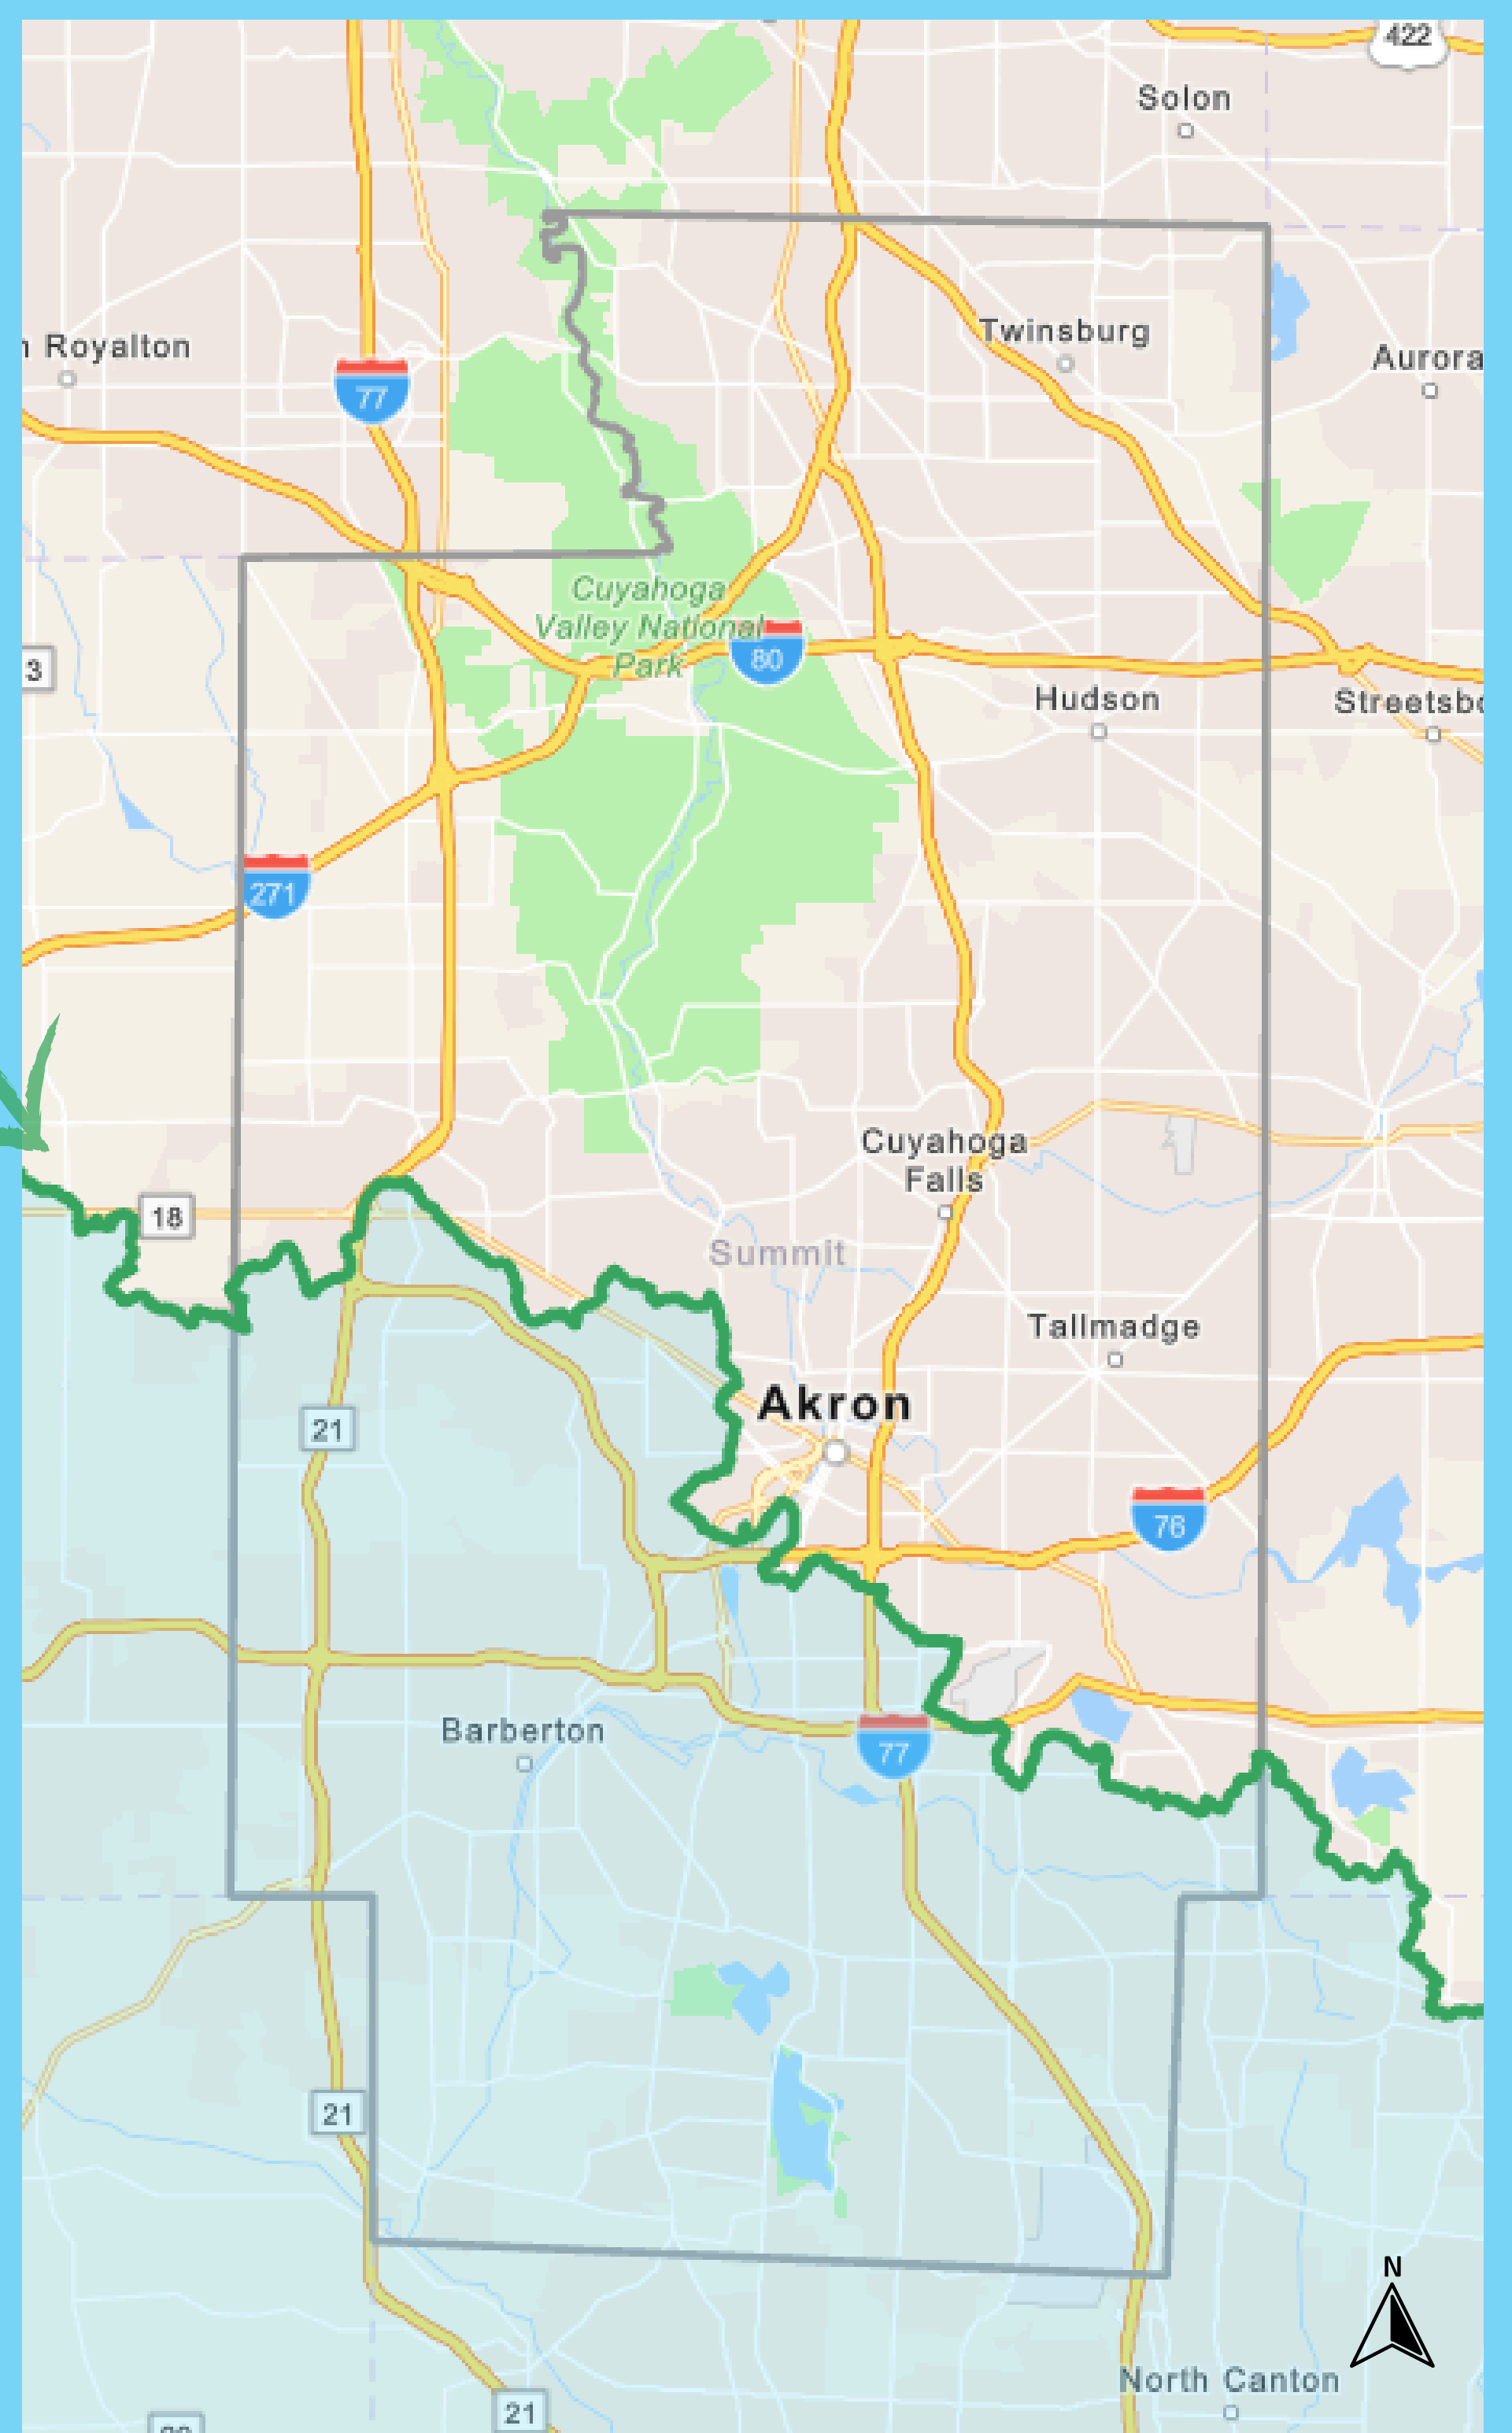 422
Solon
Twinsburg
n Royalton
Aurora
77
Cuyahoga
Valley National
Park
80
3
Hudson
Streetsbo
271
Cuyahoga
Falls
18
Summit
Tallmadge
Akron
21
76
Barberton
77
21
N
North Canton
21